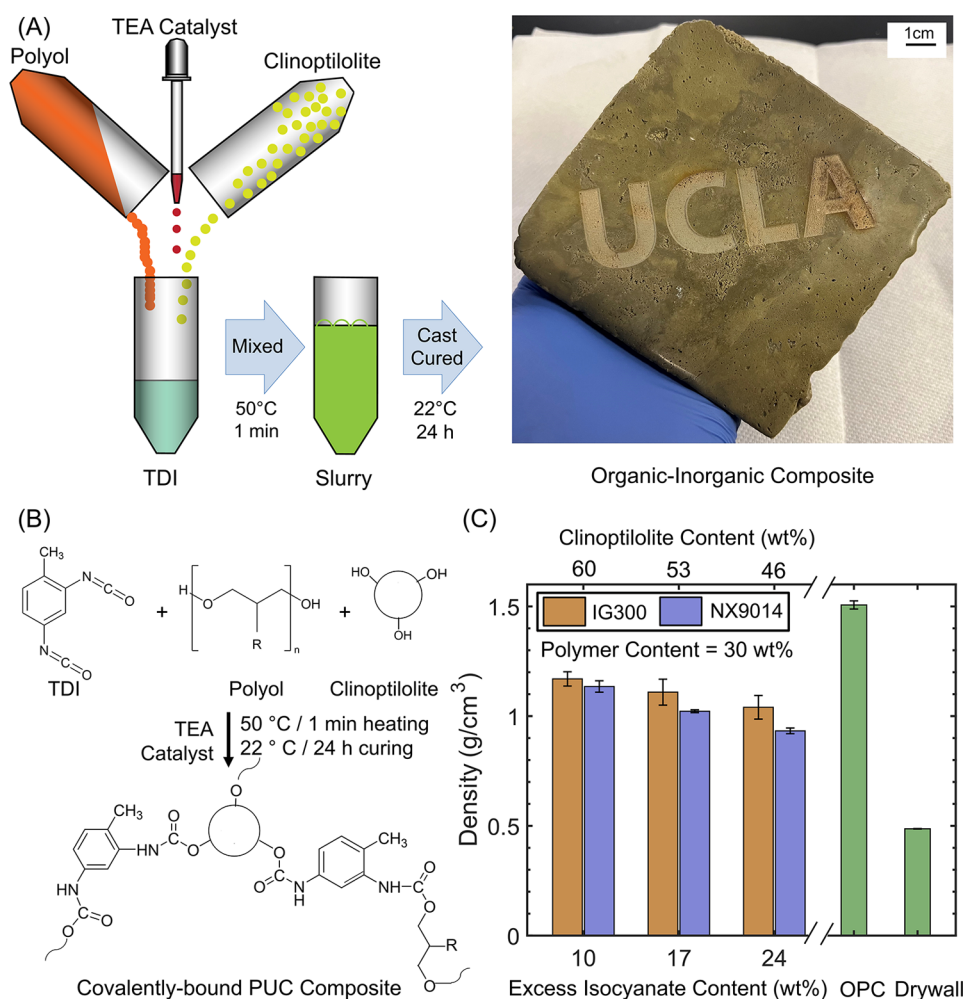 (A)
TEA Catalyst
Polyol
Clinoptilolite
Mixed
50°C
1 min
Cast
Cured
22°C
24 h
TDI
Slurry
1cm
UCLA
Organic-Inorganic Composite
(B)
CH₃
N
C
O
N
C
O
TDI
+
H
O
R
OH
n
Polyol
+
HO
OH
OH
Clinoptilolite
TEA
Catalyst
50 °C / 1 min heating
22 ° C / 24 h curing
O
CH₃
O
HN
O
NH
O
O
O
O
N
H
CH₃
NH
O
O
R
O
Covalently-bound PUC Composite
(C)
Clinoptilolite Content (wt%)
60 53 46
IG300 NX9014
Polymer Content = 30 wt%
Density (g/cm³)
1.5
1
0.5
0
10 17 24
Excess Isocyanate Content (wt%)
OPC Drywall